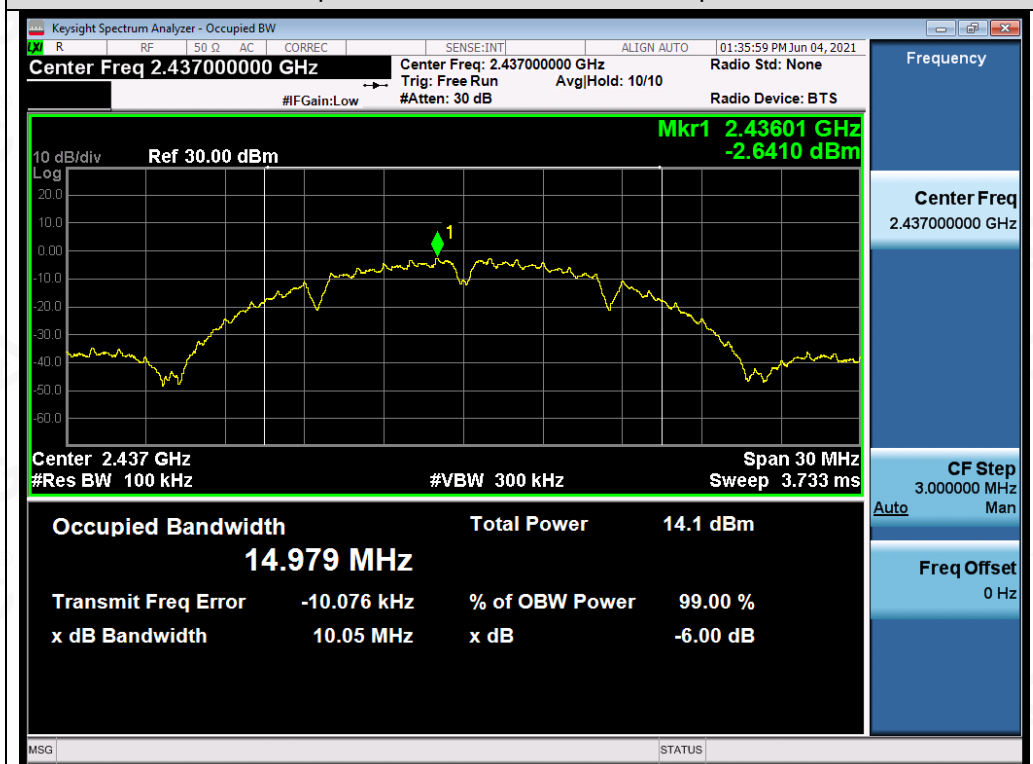 Keysight Spectrum Analyzer - Occupied BW
LXI R RF 50 Ω AC CORREC SENSE:INT ALIGN AUTO 01:35:59 PM Jun 04, 2021
Center Freq 2.437000000 GHz Center Freq: 2.437000000 GHz Radio Std: None
Trig: Free Run Avg|Hold: 10/10
#IFGain:Low #Atten: 30 dB Radio Device: BTS
Mkr1 2.43601 GHz
-2.6410 dBm
10 dB/div Ref 30.00 dBm
Log
20.0
10.0
0.00
-10.0
-20.0
-30.0
-40.0
-50.0
-60.0
1
Center 2.437 GHz Span 30 MHz
#Res BW 100 kHz #VBW 300 kHz Sweep 3.733 ms
Occupied Bandwidth Total Power 14.1 dBm
14.979 MHz
Transmit Freq Error -10.076 kHz % of OBW Power 99.00 %
x dB Bandwidth 10.05 MHz x dB -6.00 dB
MSG STATUS
Frequency
Center Freq
2.437000000 GHz
CF Step
3.000000 MHz
Auto Man
Freq Offset
0 Hz